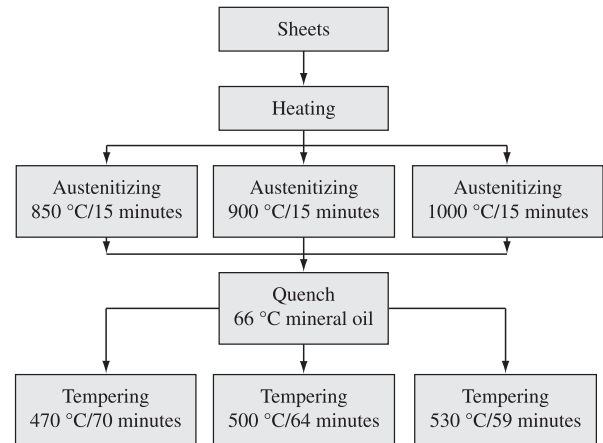 Sheets
Heating
Austenitizing
850 °C/15 minutes
Austenitizing
900 °C/15 minutes
Austenitizing
1000 °C/15 minutes
Quench
66 °C mineral oil
Tempering
470 °C/70 minutes
Tempering
500 °C/64 minutes
Tempering
530 °C/59 minutes